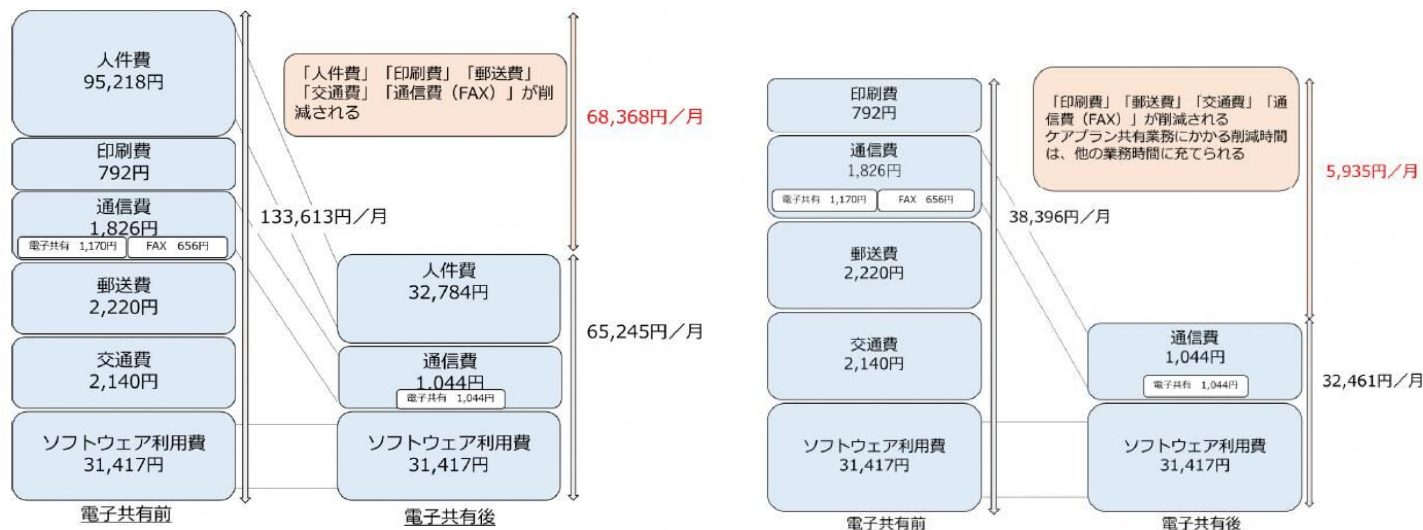 人件費
95,218円
印刷費
792円
通信費
1,826円
電子共有 1,170円
FAX 656円
郵送費
2,220円
交通費
2,140円
ソフトウェア利用費
31,417円
電子共有前
133,613円／月
「人件費」「印刷費」「郵送費」
「交通費」「通信費（FAX）」が削
減される
68,368円／月
人件費
32,784円
通信費
1,044円
電子共有 1,044円
ソフトウェア利用費
31,417円
電子共有後
65,245円／月
印刷費
792円
通信費
1,826円
電子共有 1,170円
FAX 656円
郵送費
2,220円
交通費
2,140円
ソフトウェア利用費
31,417円
電子共有前
38,396円／月
「印刷費」「郵送費」「交通費」「通
信費（FAX）」が削減される
ケアプラン共有業務にかかる削減時間
は、他の業務時間に充てられる
5,935円／月
通信費
1,044円
電子共有 1,044円
ソフトウェア利用費
31,417円
電子共有後
32,461円／月